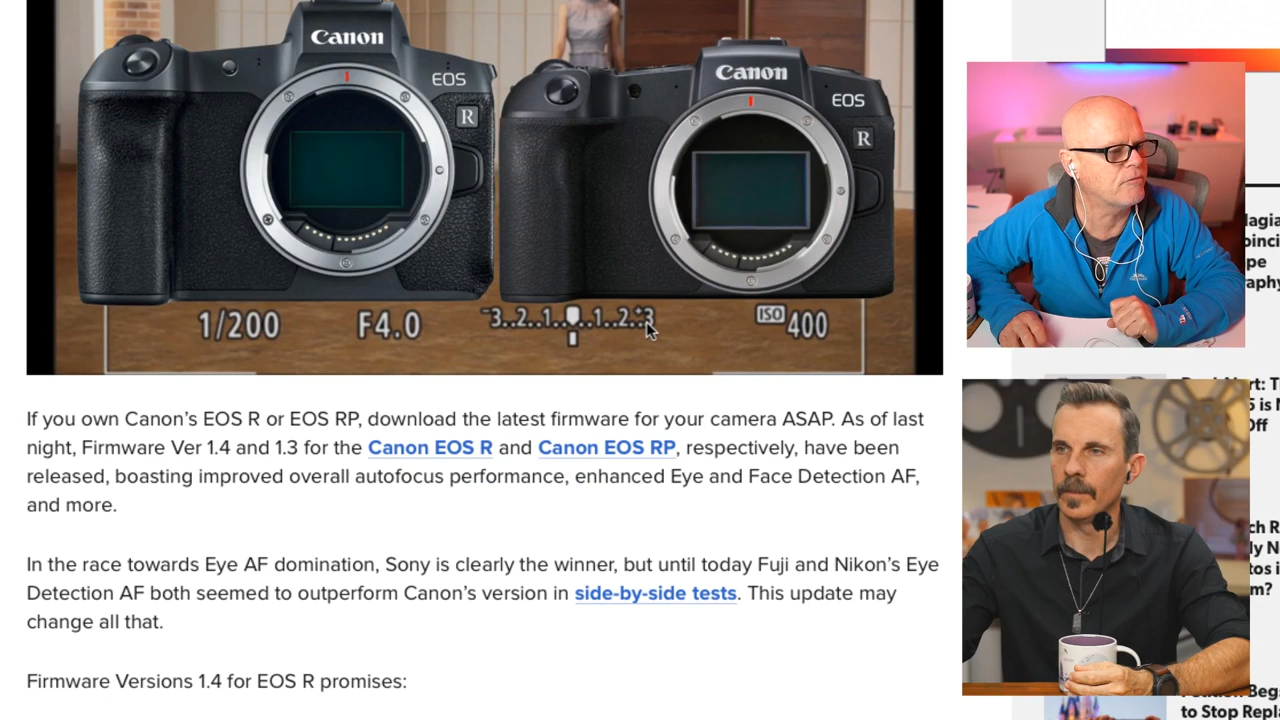 Canon
EOS
R
Canon
EOS
R
1/200 F4.0 -3..2..1...1..2.:+3 ISO 400
If you own Canon’s EOS R or EOS RP, download the latest firmware for your camera ASAP. As of last
night, Firmware Ver 1.4 and 1.3 for the Canon EOS R and Canon EOS RP, respectively, have been
released, boasting improved overall autofocus performance, enhanced Eye and Face Detection AF,
and more.
In the race towards Eye AF domination, Sony is clearly the winner, but until today Fuji and Nikon’s Eye
Detection AF both seemed to outperform Canon’s version in side-by-side tests. This update may
change all that.
Firmware Versions 1.4 for EOS R promises:
to Stop